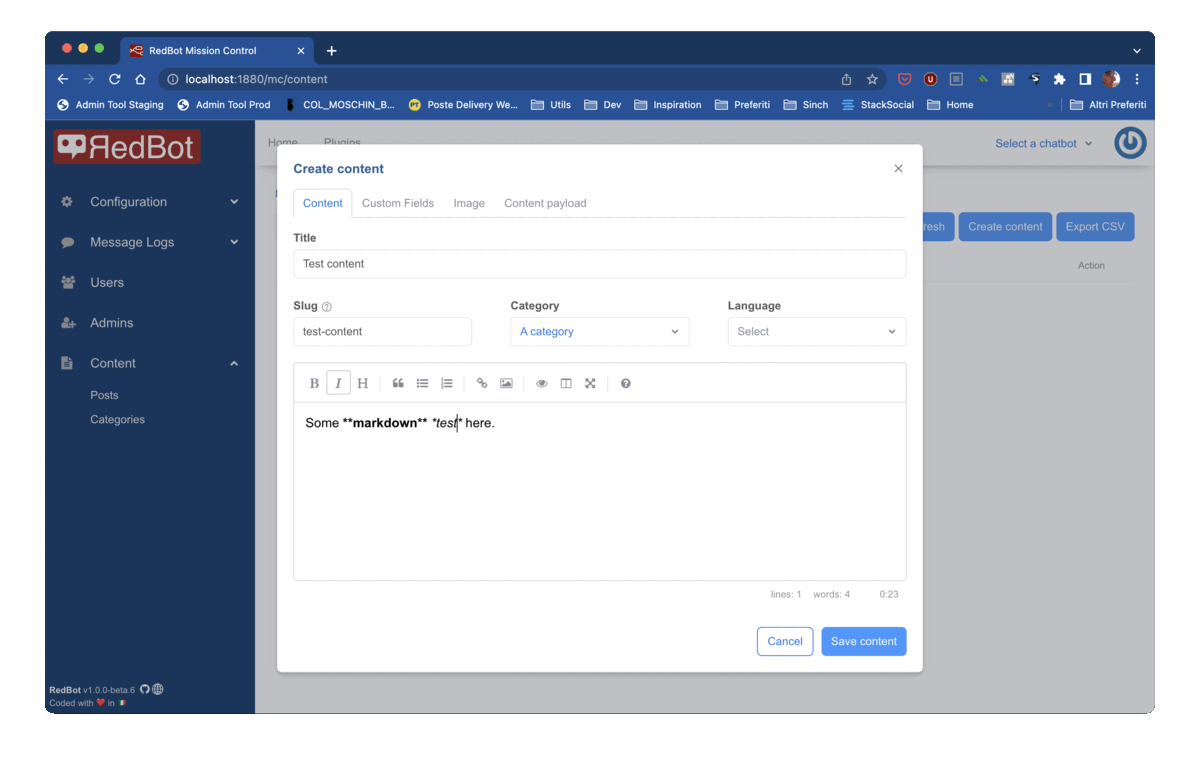 RedBot Mission Control
localhost:1880/mc/content
Admin Tool Staging Admin Tool Prod COL_MOSCHIN_B... Poste Delivery We... Utils Dev Inspiration Preferiti Sinch StackSocial Home Altri Preferiti
RedBot
Home Plugins
Select a chatbot
Configuration
Message Logs
Users
Admins
Content
Posts
Categories
Create content
Content Custom Fields Image Content payload
Title
Test content
Slug Category Language
test-content A category Select
B I H
Some **markdown** *test* here.
lines: 1 words: 4 0:23
Cancel Save content
resh Create content Export CSV
Action
RedBot v1.0.0-beta.6
Coded with ❤️ in